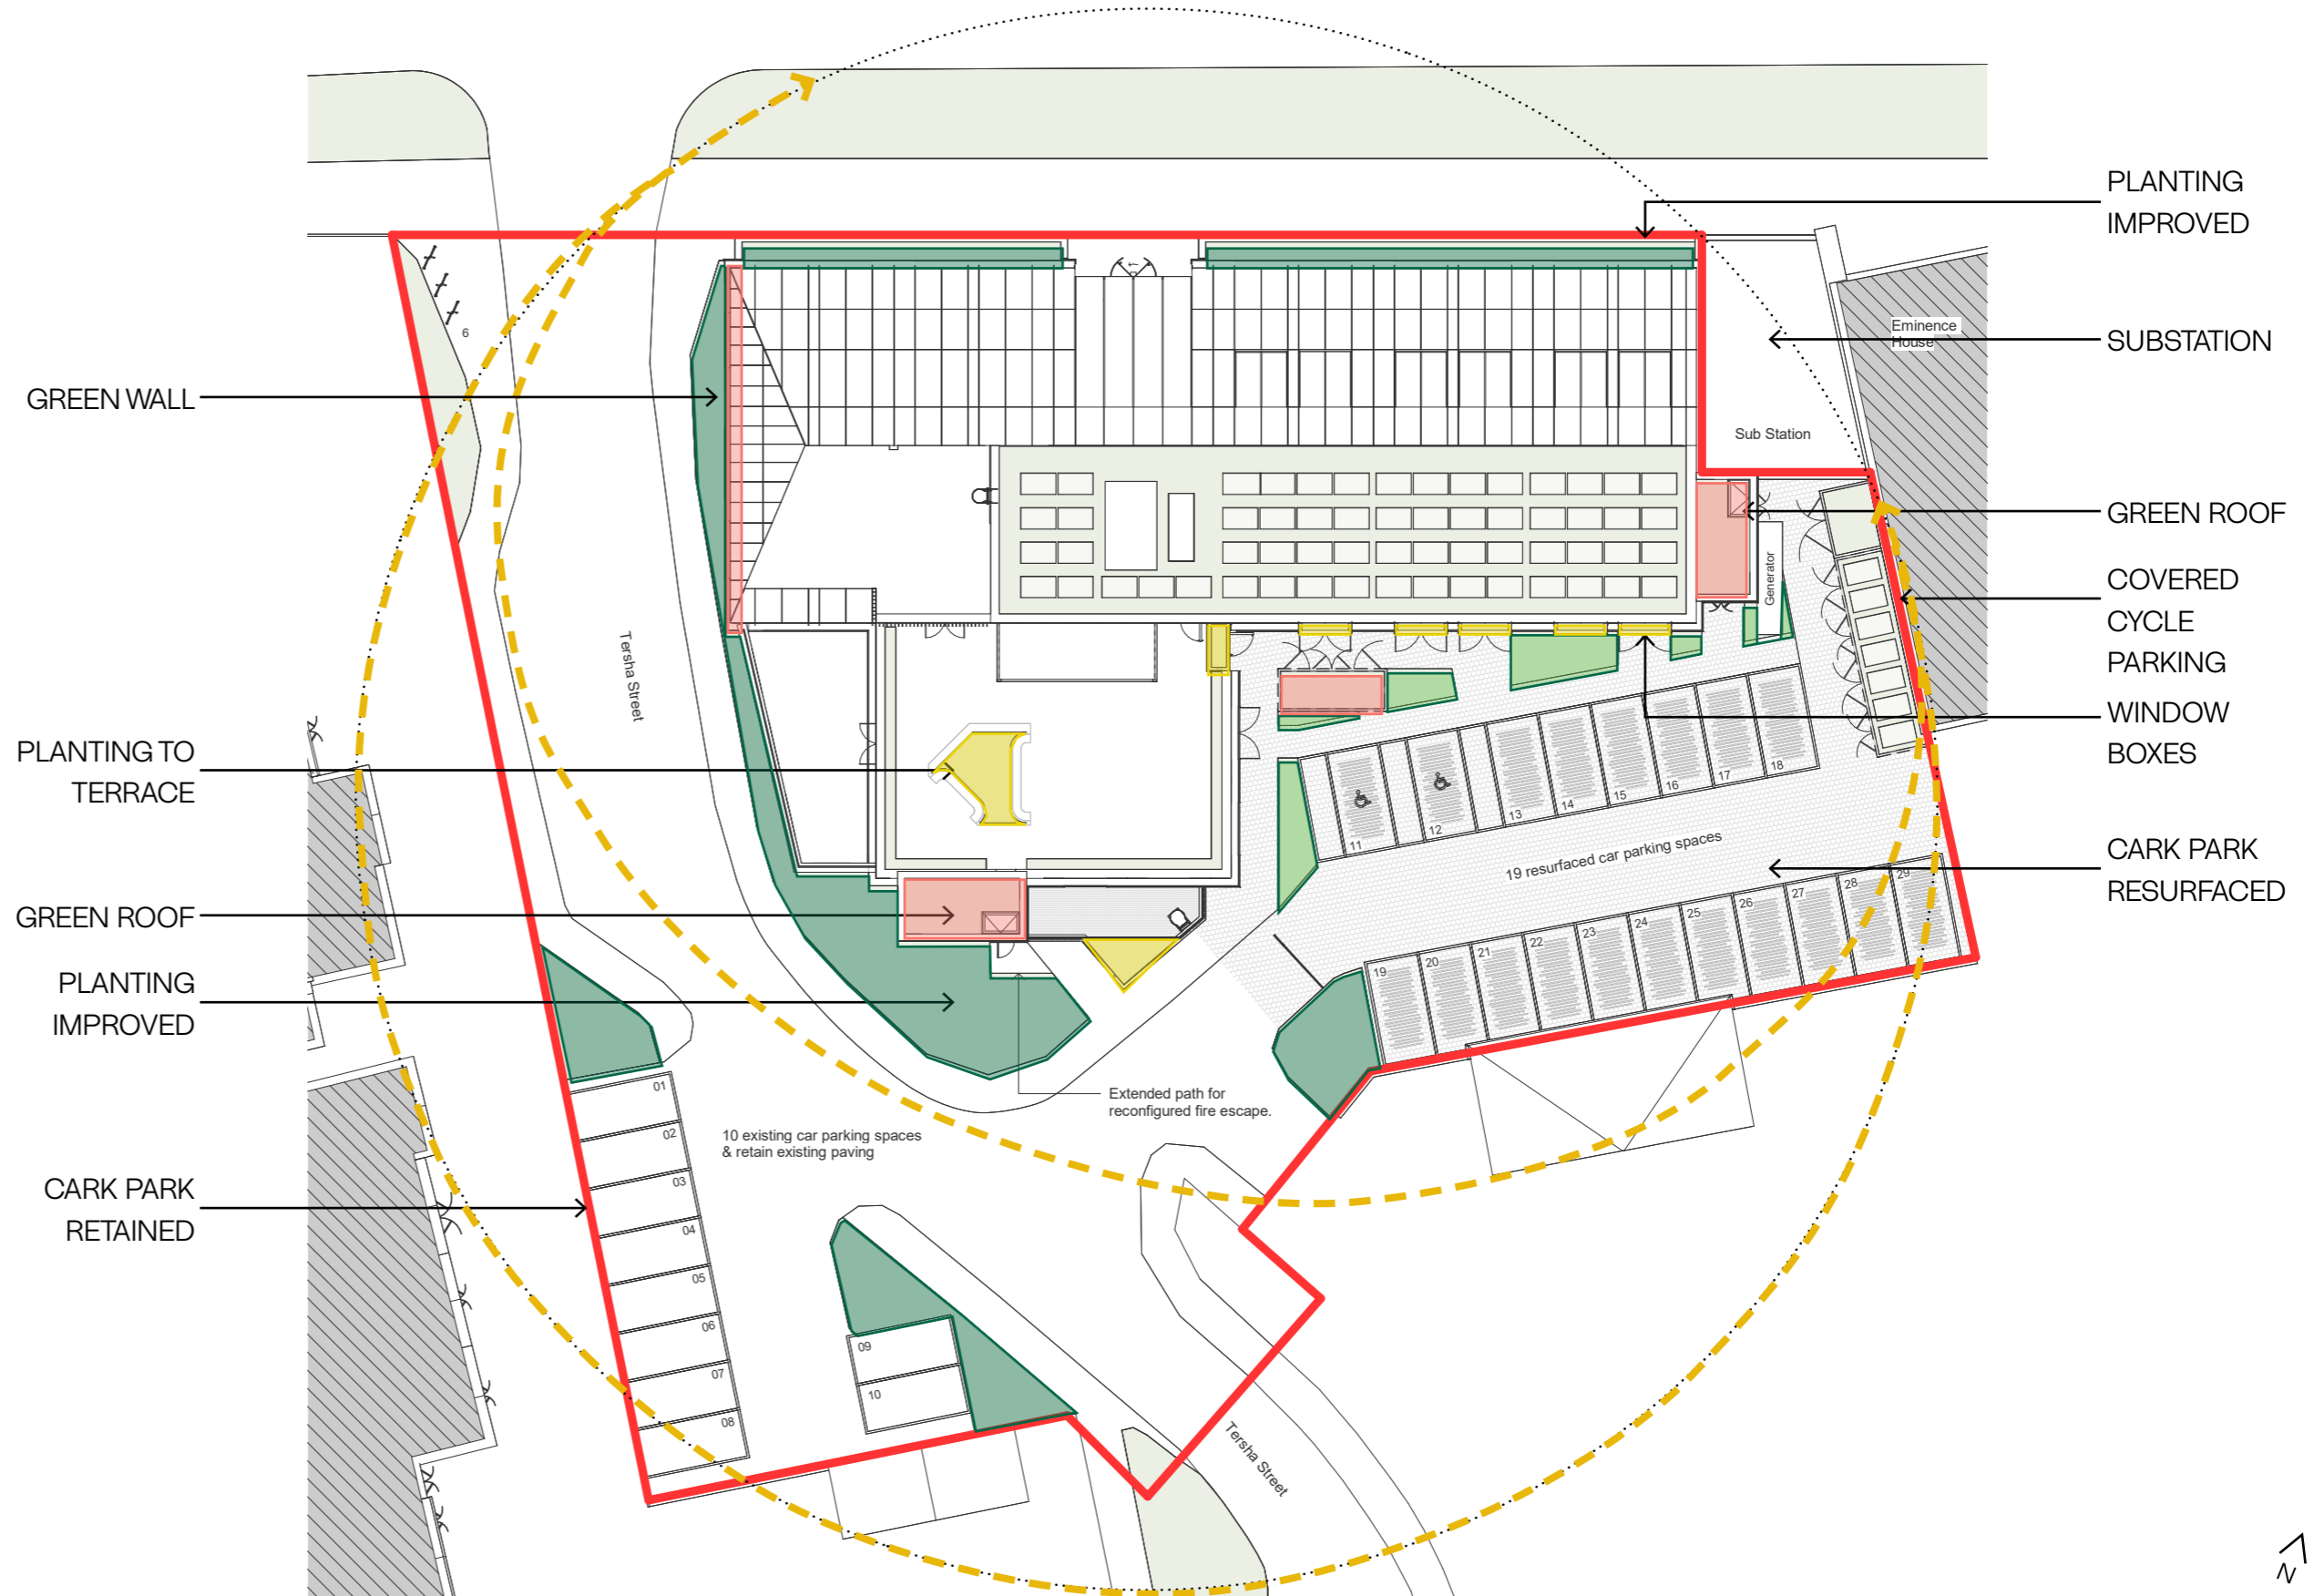 PLANTING
IMPROVED
SUBSTATION
GREEN ROOF
COVERED
CYCLE
PARKING
WINDOW
BOXES
CARK PARK
RESURFACED
GREEN WALL
PLANTING TO
TERRACE
GREEN ROOF
PLANTING
IMPROVED
CARK PARK
RETAINED
6
Eminence
House
Sub Station
Generator
Tersha Street
11
12
13
14
15
16
17
18
19 resurfaced car parking spaces
19
20
21
22
23
24
25
26
27
28
29
Extended path for
reconfigured fire escape.
10 existing car parking spaces
& retain existing paving
01
02
03
04
05
06
07
08
09
10
Tersha Street
N